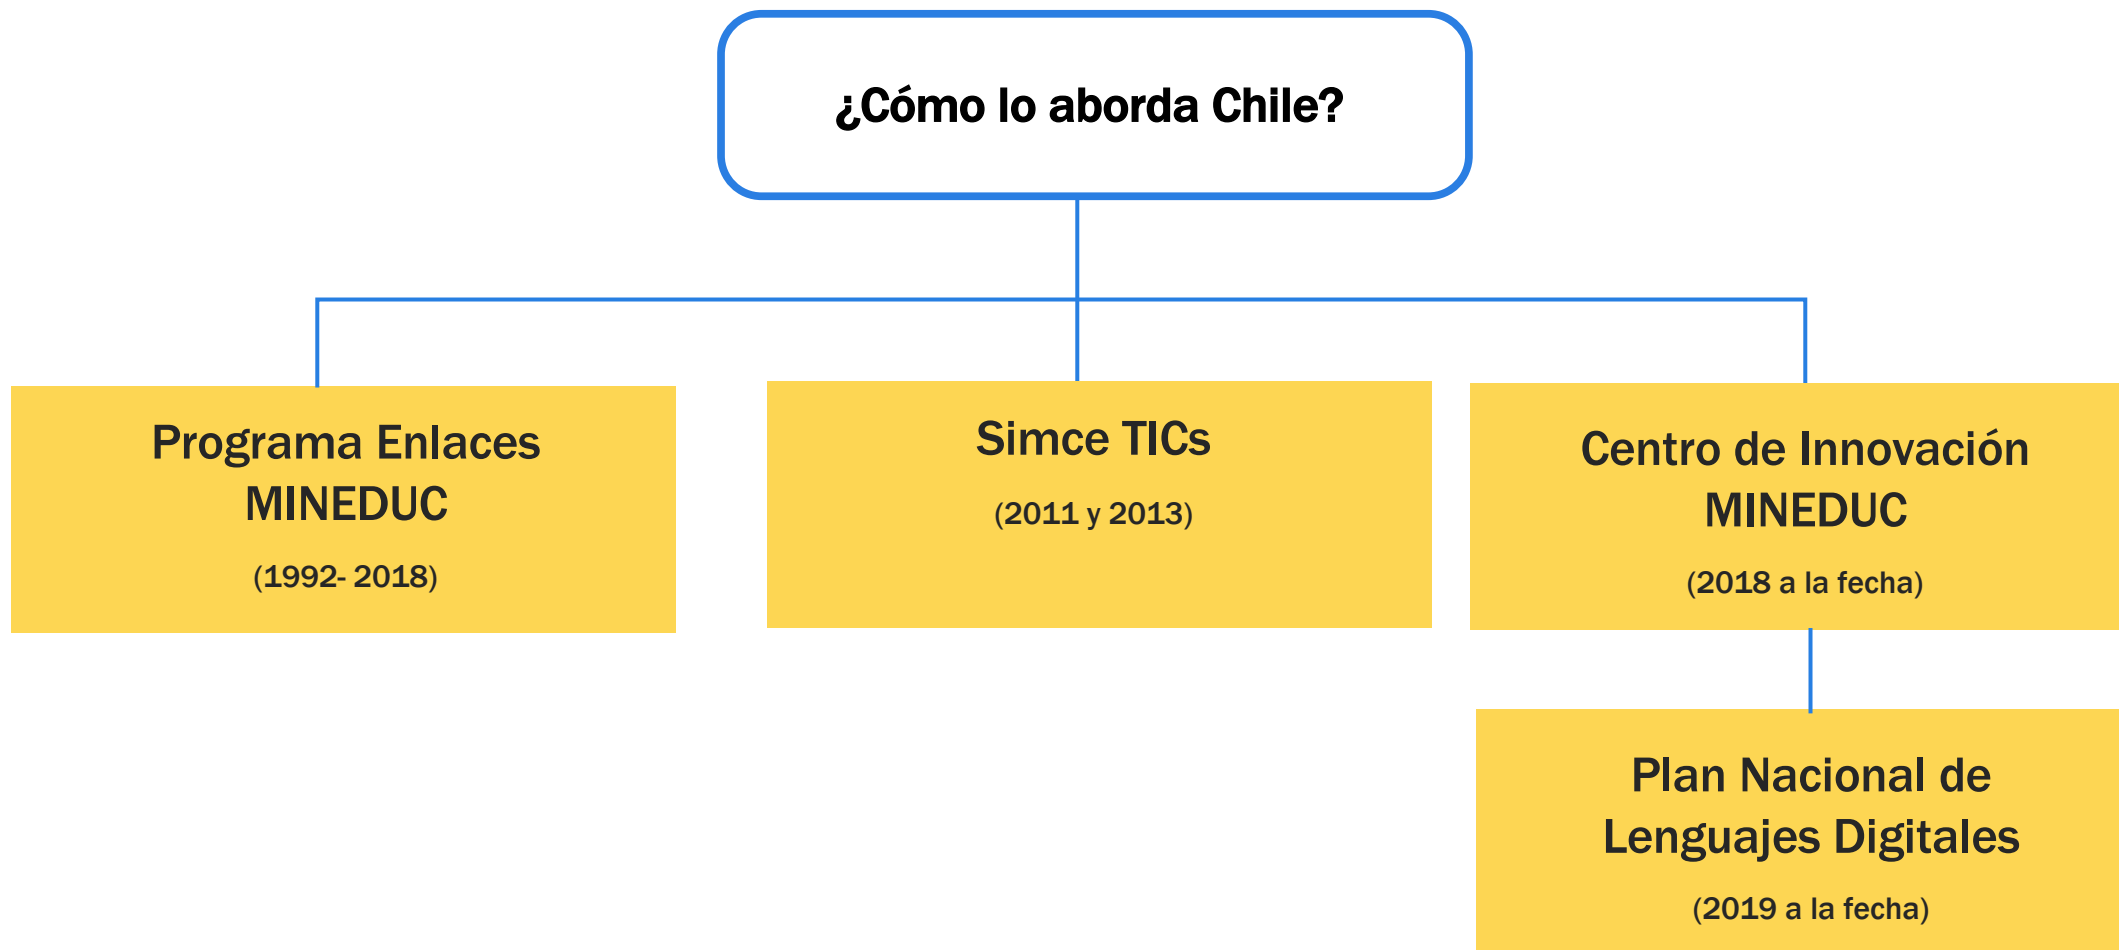 ¿Cómo lo aborda Chile?
Programa Enlaces
MINEDUC
(1992- 2018)
Simce TICs
(2011 y 2013)
Centro de Innovación
MINEDUC
(2018 a la fecha)
Plan Nacional de
Lenguajes Digitales
(2019 a la fecha)